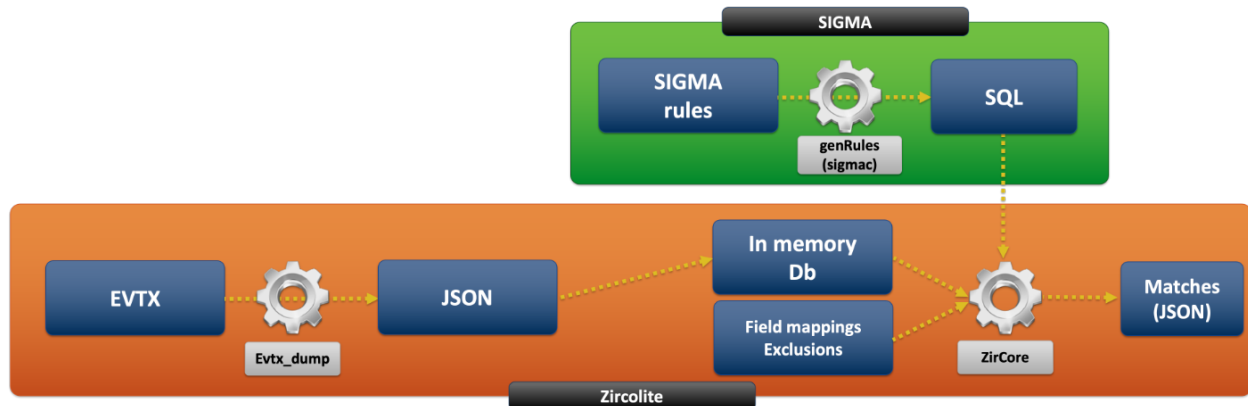 SIGMA
SIGMA
rules
SQL
genRules
(sigmac)
EVTX
Evtx_dump
JSON
In memory
Db
Field mappings
Exclusions
ZirCore
Matches
(JSON)
Zircolite